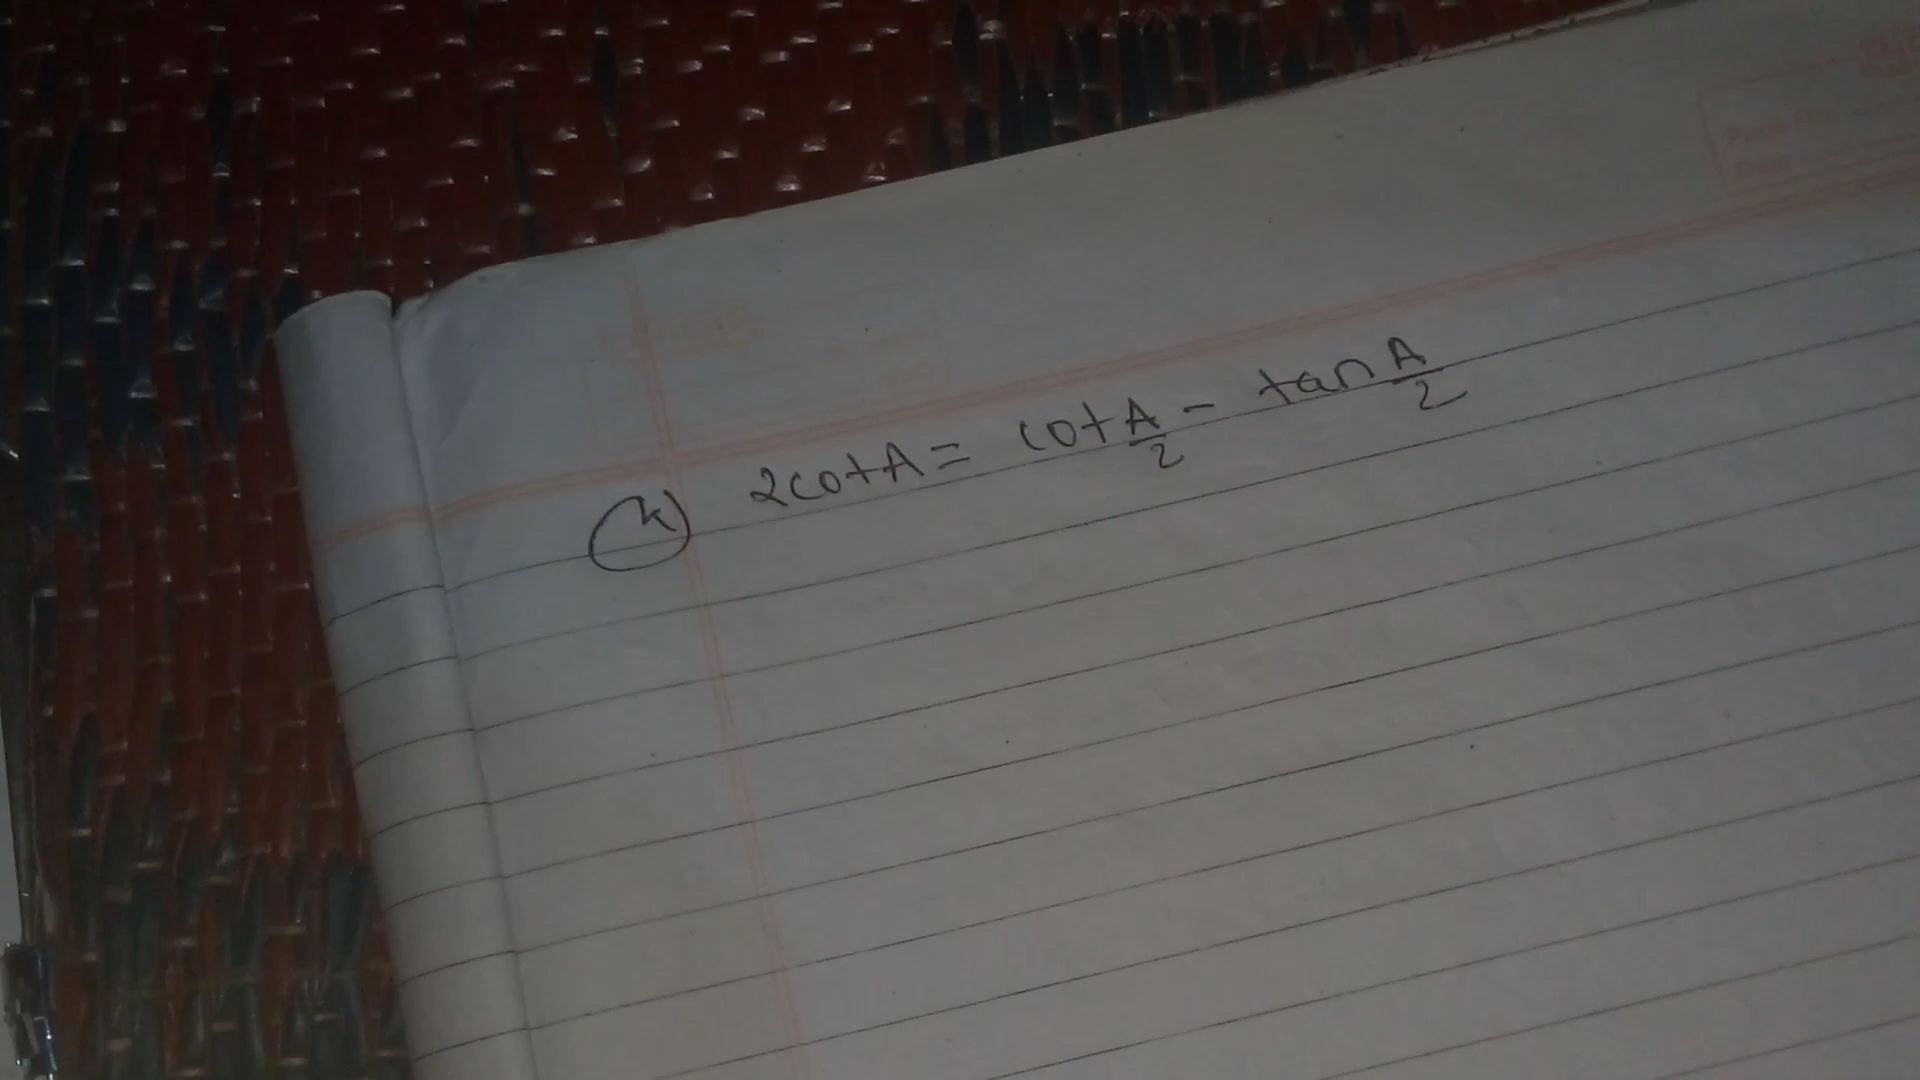 k) 2cotA = cot A/2 - tan A/2